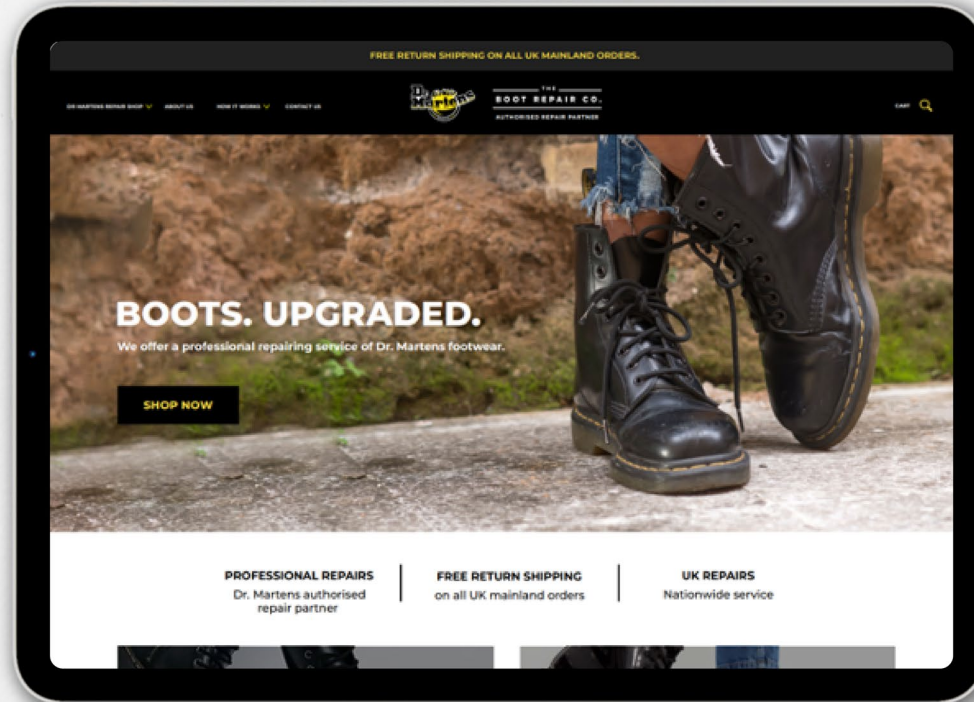 FREE RETURN SHIPPING ON ALL UK MAINLAND ORDERS.
DR MARTENS REPAIR SHOP ABOUT US HOW IT WORKS CONTACT US
Dr. Martens
THE
BOOT REPAIR CO.
AUTHORISED REPAIR PARTNER
CART
BOOTS. UPGRADED.
We offer a professional repairing service of Dr. Martens footwear.
SHOP NOW
PROFESSIONAL REPAIRS
Dr. Martens authorised
repair partner
FREE RETURN SHIPPING
on all UK mainland orders
UK REPAIRS
Nationwide service